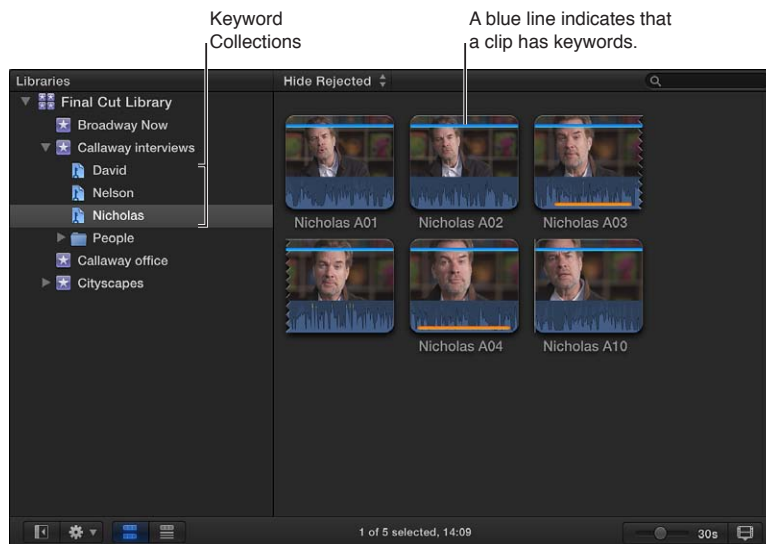 Keyword
Collections
A blue line indicates that
a clip has keywords.
Libraries
Hide Rejected
Final Cut Library
Broadway Now
Callaway interviews
David
Nelson
Nicholas
People
Callaway office
Cityscapes
Nicholas A01
Nicholas A02
Nicholas A03
Nicholas A04
Nicholas A10
1 of 5 selected, 14:09
30s